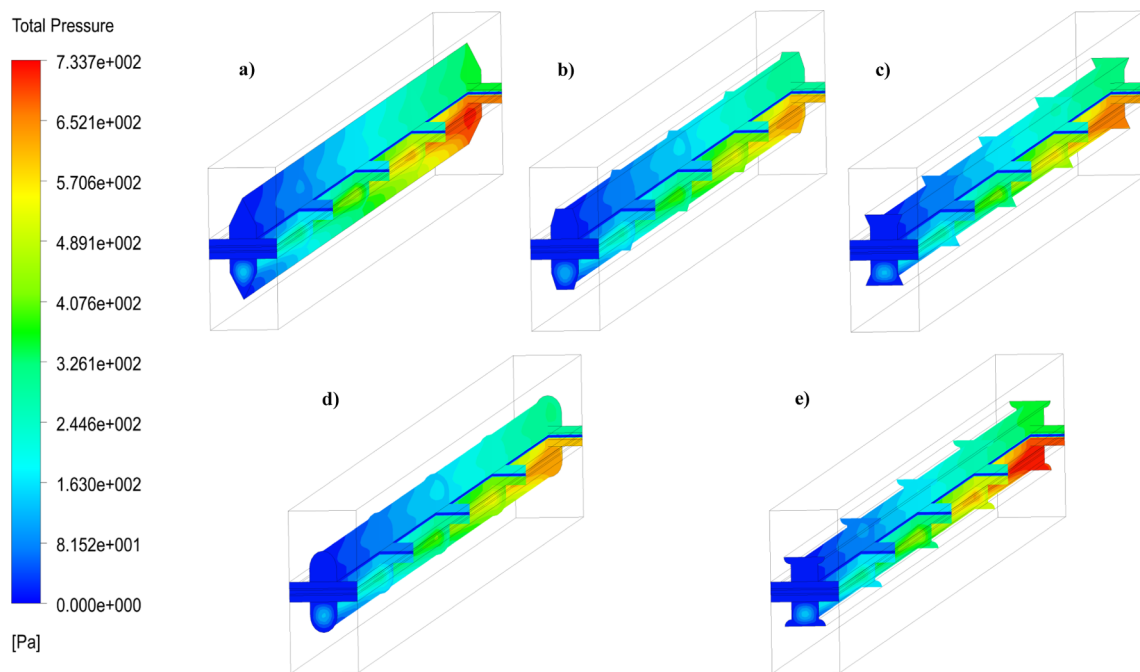 Total Pressure
7.337e+002
6.521e+002
5.706e+002
4.891e+002
4.076e+002
3.261e+002
2.446e+002
1.630e+002
8.152e+001
0.000e+000
[Pa]
a)
b)
c)
d)
e)